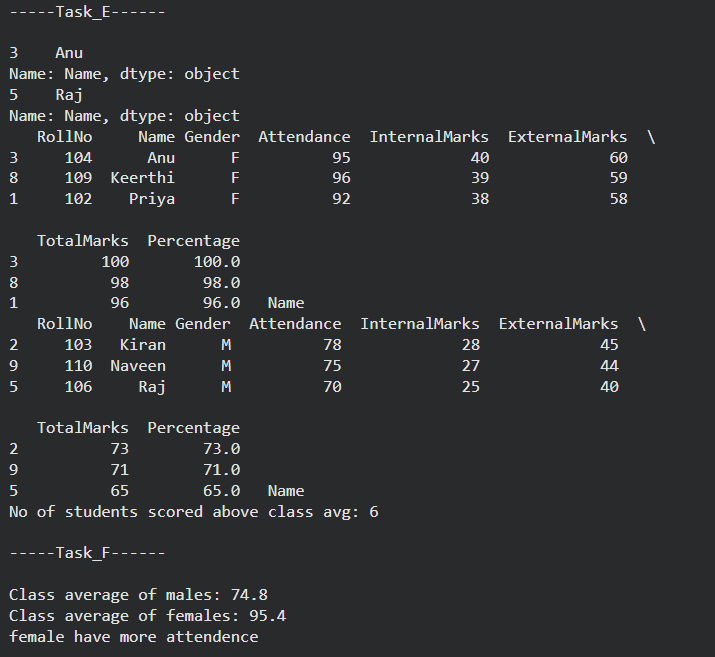 -----Task_E------
3    Anu
Name: Name, dtype: object
5    Raj
Name: Name, dtype: object
   RollNo     Name Gender  Attendance  InternalMarks  ExternalMarks  \
3     104      Anu      F          95             40             60
8     109  Keerthi      F          96             39             59
1     102    Priya      F          92             38             58
   TotalMarks  Percentage
3         100       100.0
8          98        98.0
1          96        96.0   Name
   RollNo    Name Gender  Attendance  InternalMarks  ExternalMarks  \
2     103   Kiran      M          78             28             45
9     110  Naveen      M          75             27             44
5     106     Raj      M          70             25             40
   TotalMarks  Percentage
2          73        73.0
9          71        71.0
5          65        65.0   Name
No of students scored above class avg: 6
-----Task_F------
Class average of males: 74.8
Class average of females: 95.4
female have more attendence